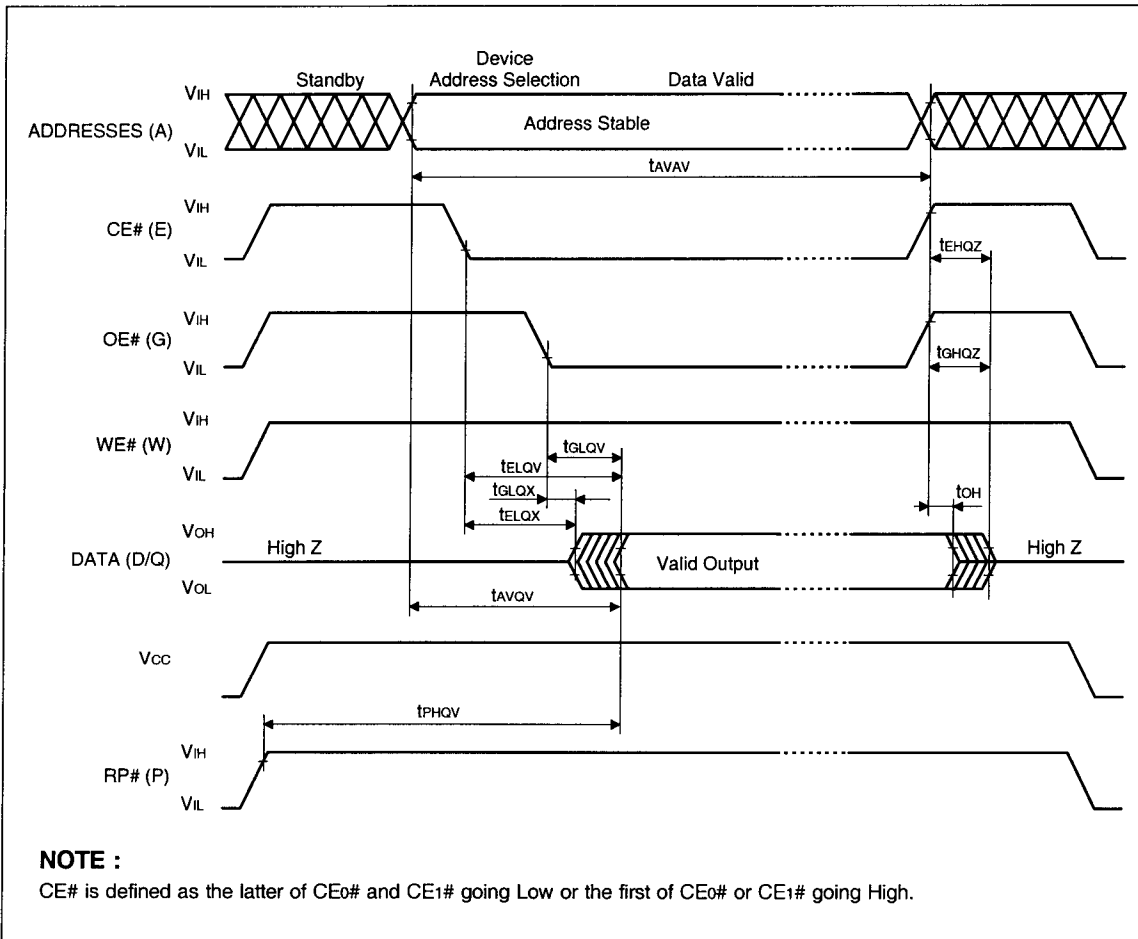 Device
Standby Address Selection Data Valid
VIH
ADDRESSES (A) Address Stable
VIL
tAVAV
VIH
CE# (E)
tEHQZ
VIL
VIH
OE# (G)
tGHQZ
VIL
VIH
WE# (W)
tGLQV
VIL
tELQV
tGLQX
tOH
tELQX
VOH
High Z
High Z
DATA (D/Q) Valid Output
VOL
tAVQV
VCC
tPHQV
VIH
RP# (P)
VIL
NOTE :
CE# is defined as the latter of CE0# and CE1# going Low or the first of CE0# or CE1# going High.